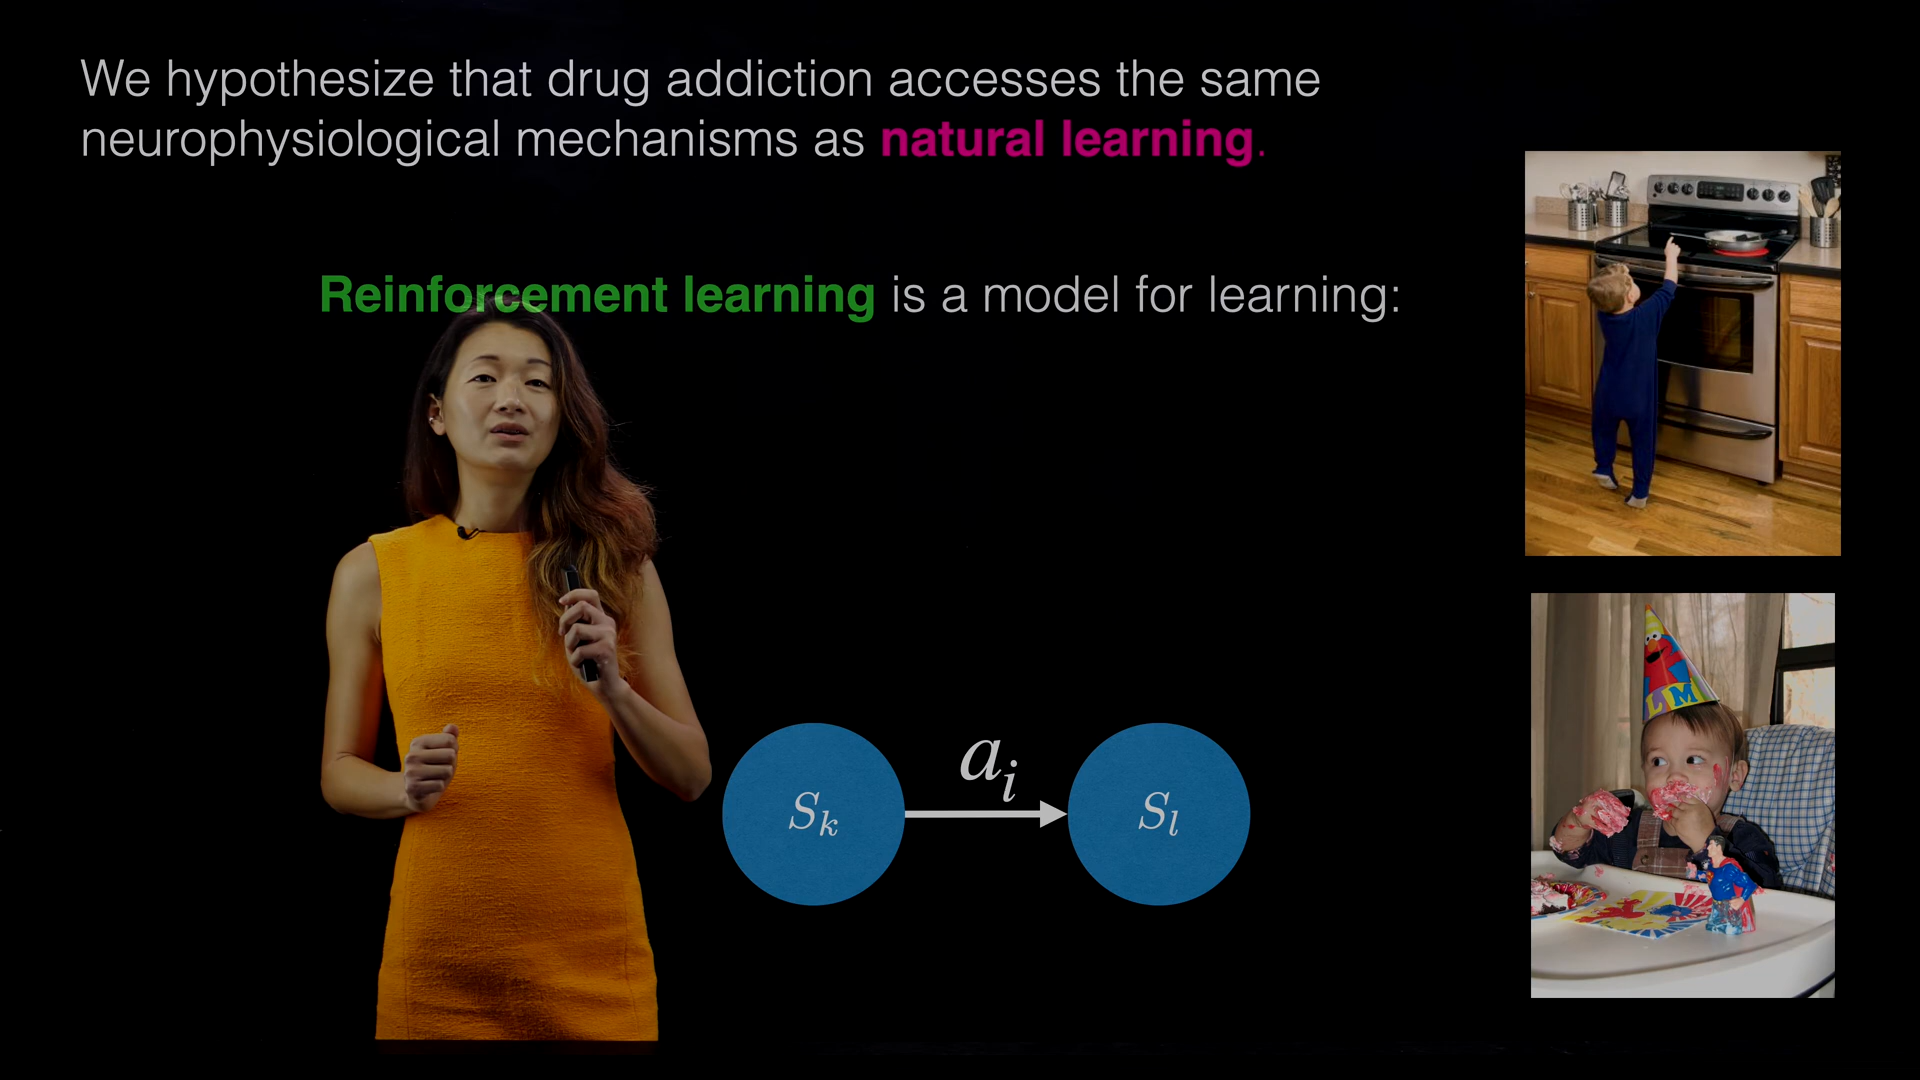 We hypothesize that drug addiction accesses the same
neurophysiological mechanisms as natural learning.
Reinforcement learning is a model for learning:
a_i
S_k
S_l
LM